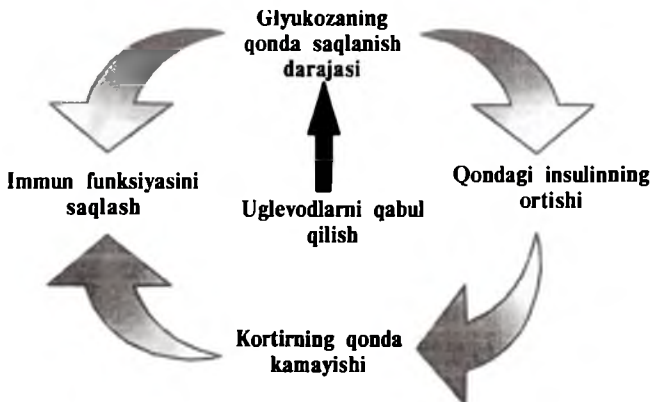 Glyukozaning
qonda saqlanish
darajasi
Immun funksiyasini
saqlash
Uglevodlarni qabul
qilish
Qondagi insulinning
ortishi
Kortirning qonda
kamayishi